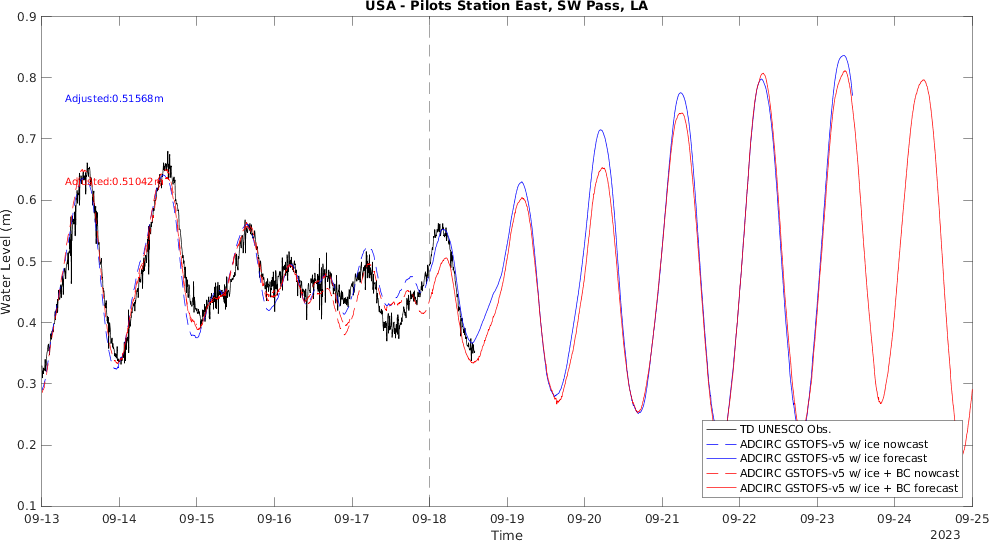 USA - Pilots Station East, SW Pass, LA
0.9
0.8
0.7
0.6
0.5
0.4
0.3
0.2
0.1
Water Level (m)
Adjusted:0.51568m
Adjusted:0.51042m
TD UNESCO Obs.
ADCIRC GSTOFS-v5 w/ ice nowcast
ADCIRC GSTOFS-v5 w/ ice forecast
ADCIRC GSTOFS-v5 w/ ice + BC nowcast
ADCIRC GSTOFS-v5 w/ ice + BC forecast
09-13 09-14 09-15 09-16 09-17 09-18 09-19 09-20 09-21 09-22 09-23 09-24 09-25
Time
2023